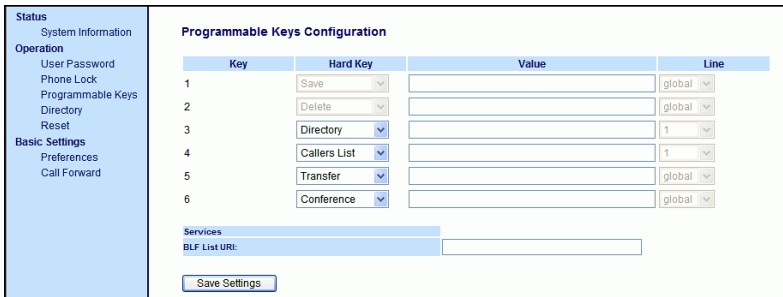 Status
System Information
Operation
User Password
Phone Lock
Programmable Keys
Directory
Reset
Basic Settings
Preferences
Call Forward
Programmable Keys Configuration
Key Hard Key Value Line
1 Save global
2 Delete global
3 Directory 1
4 Callers List 1
5 Transfer global
6 Conference global
Services
BLF List URI:
Save Settings